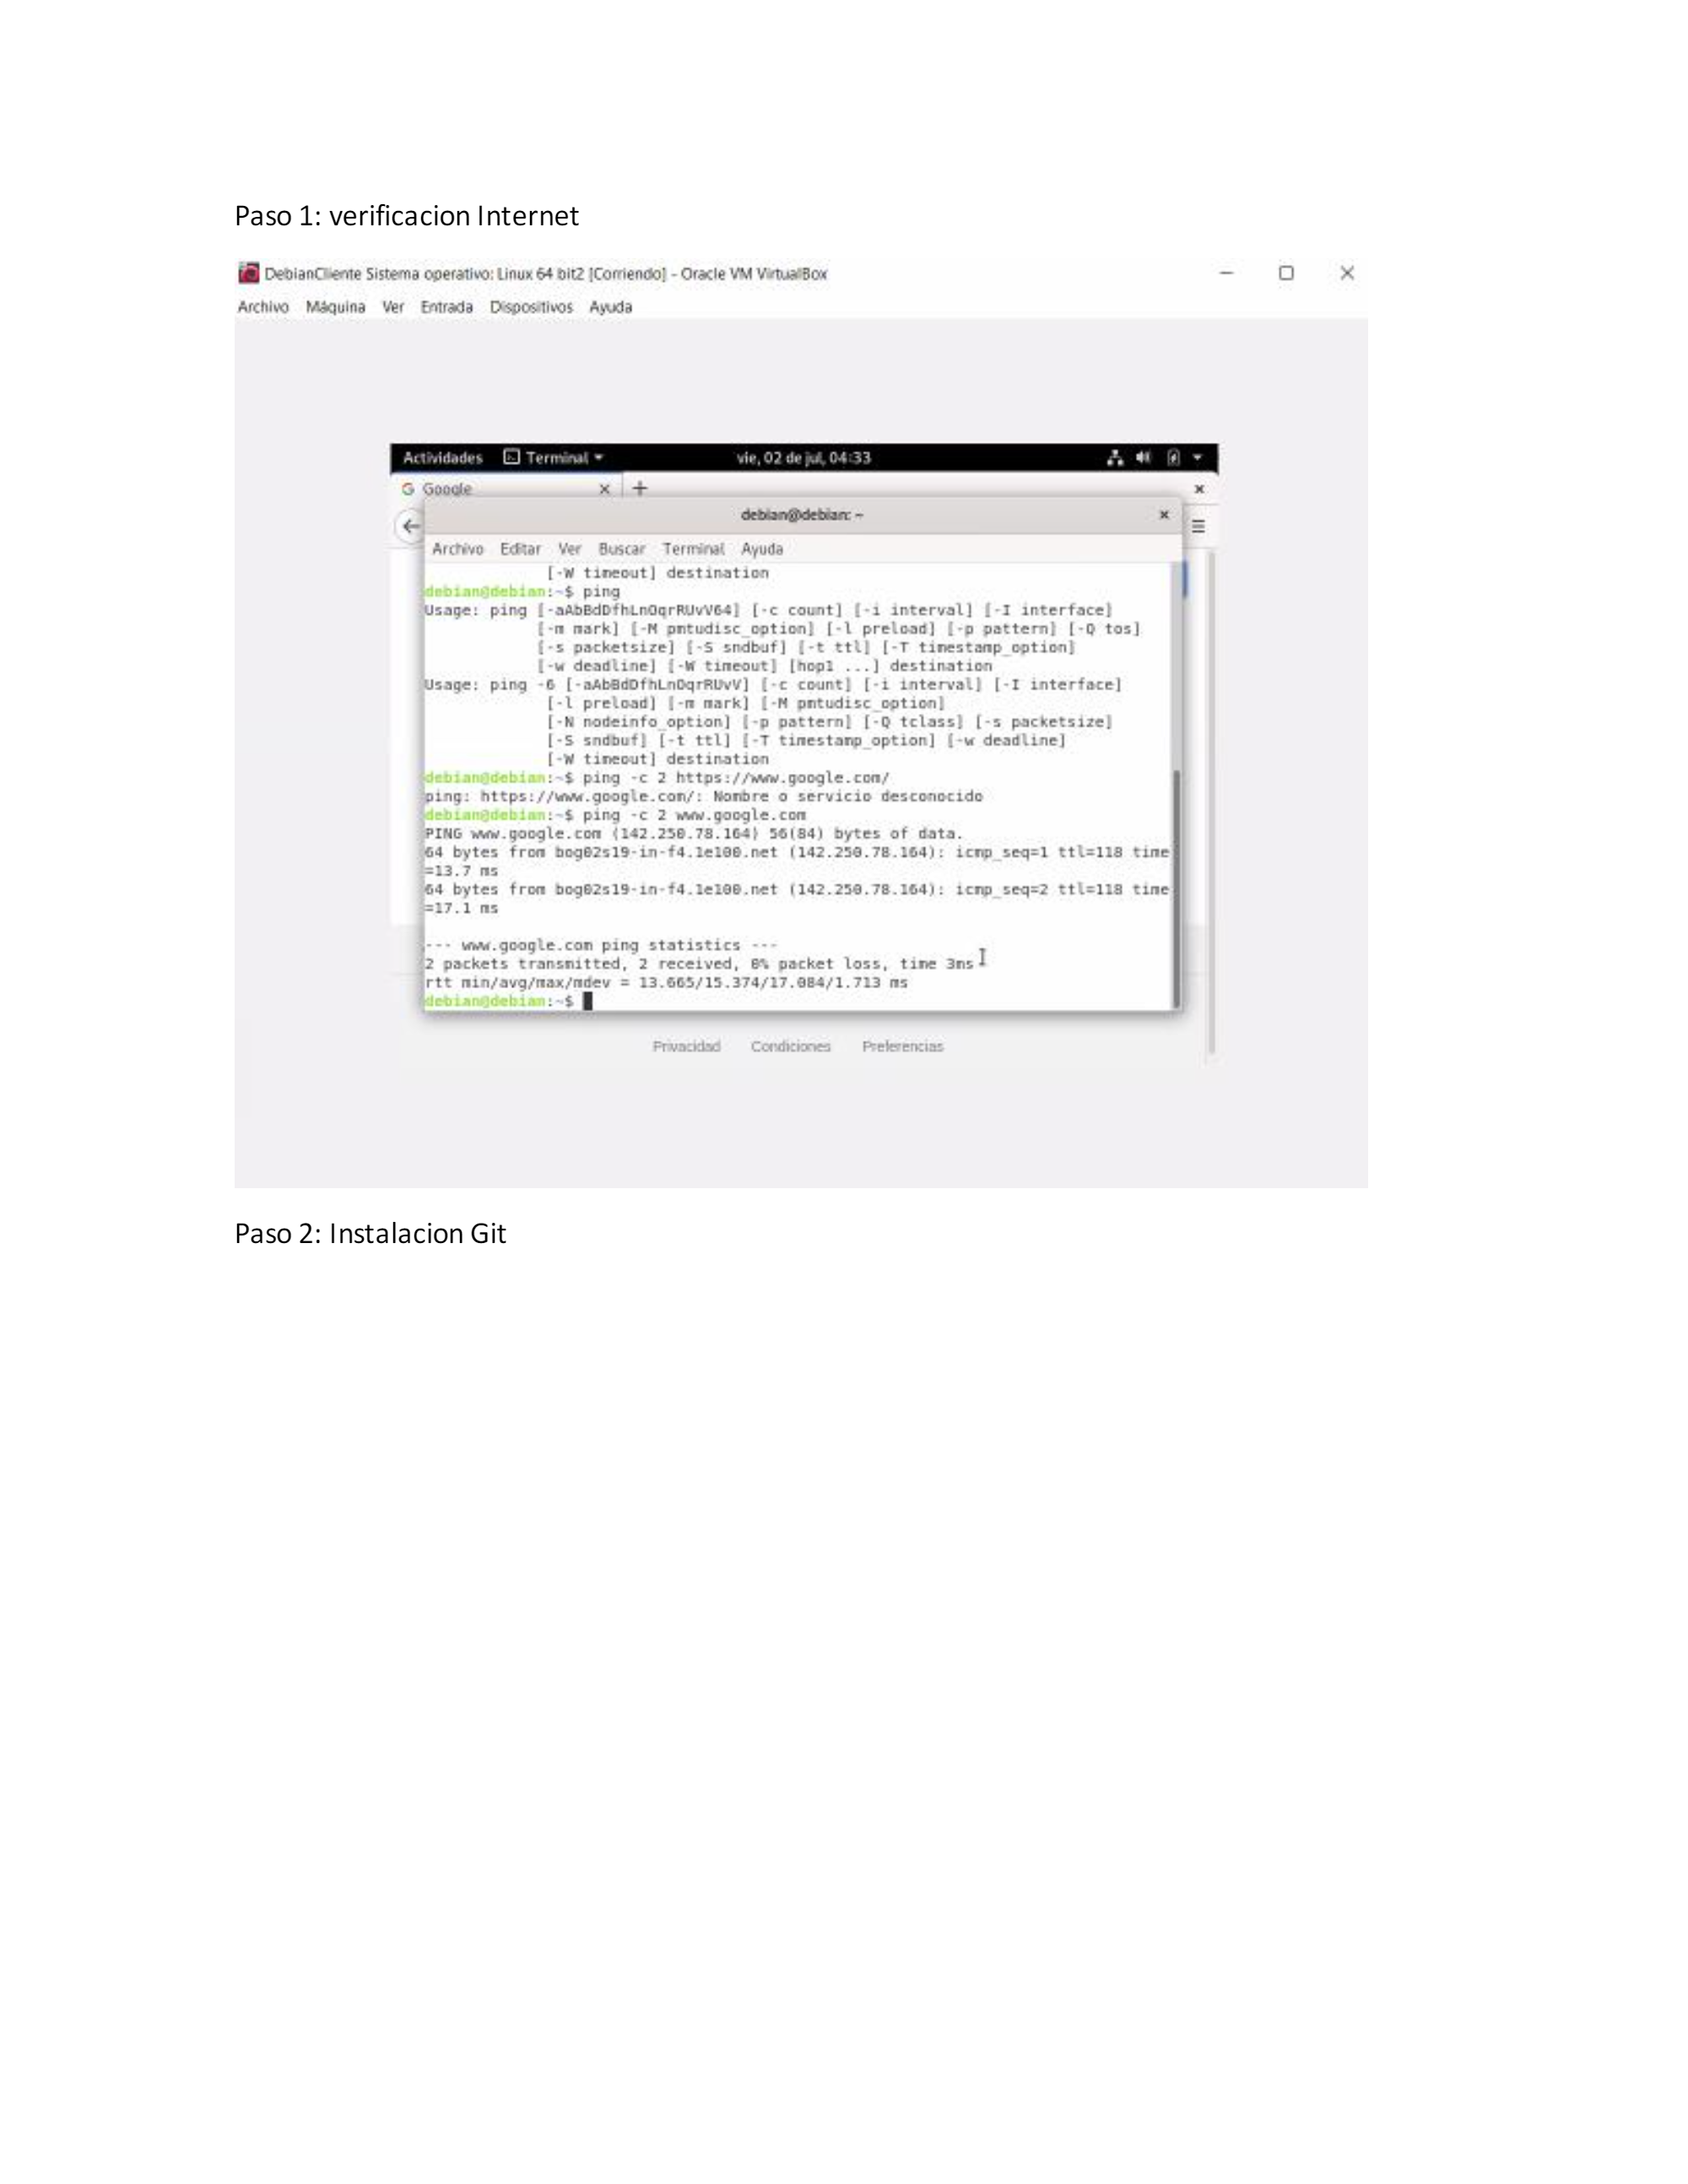 Paso 1: verificacion Internet
DebianCliente Sistema operativo: Linux 64 bit2 [Corriendo] - Oracle VM VirtualBox
Archivo Máquina Ver Entrada Dispositivos Ayuda
Actividades Terminal vie, 02 de jul, 04:33
G Google
debian@debian: ~
Archivo Editar Ver Buscar Terminal Ayuda
[-W timeout] destination
debian@debian:~$ ping
Usage: ping [-aAbBdDfhLnOqrRUvV64] [-c count] [-i interval] [-I interface]
[-m mark] [-M pmtudisc_option] [-l preload] [-p pattern] [-Q tos]
[-s packetsize] [-S sndbuf] [-t ttl] [-T timestamp_option]
[-w deadline] [-W timeout] [hop1 ...] destination
Usage: ping -6 [-aAbBdDfhLnOqrRUvV] [-c count] [-i interval] [-I interface]
[-l preload] [-m mark] [-M pmtudisc_option]
[-N nodeinfo_option] [-p pattern] [-Q tclass] [-s packetsize]
[-S sndbuf] [-t ttl] [-T timestamp_option] [-w deadline]
[-W timeout] destination
debian@debian:~$ ping -c 2 https://www.google.com/
ping: https://www.google.com/: Nombre o servicio desconocido
debian@debian:~$ ping -c 2 www.google.com
PING www.google.com (142.250.78.164) 56(84) bytes of data.
64 bytes from bog02s19-in-f4.1e100.net (142.250.78.164): icmp_seq=1 ttl=118 time
=13.7 ms
64 bytes from bog02s19-in-f4.1e100.net (142.250.78.164): icmp_seq=2 ttl=118 time
=17.1 ms
--- www.google.com ping statistics ---
2 packets transmitted, 2 received, 0% packet loss, time 3ms
rtt min/avg/max/mdev = 13.665/15.374/17.084/1.713 ms
debian@debian:~$
Privacidad Condiciones Preferencias
Paso 2: Instalacion Git